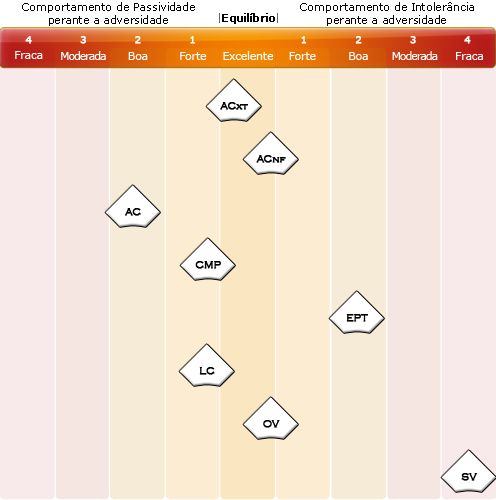 Comportamento de Passividade
perante a adversidade
|Equilíbrio|
Comportamento de Intolerância
perante a adversidade
4 3 2 1 1 2 3 4
Fraca Moderada Boa Forte Excelente Forte Boa Moderada Fraca
ACXT
ACNF
AC
CMP
EPT
LC
OV
SV